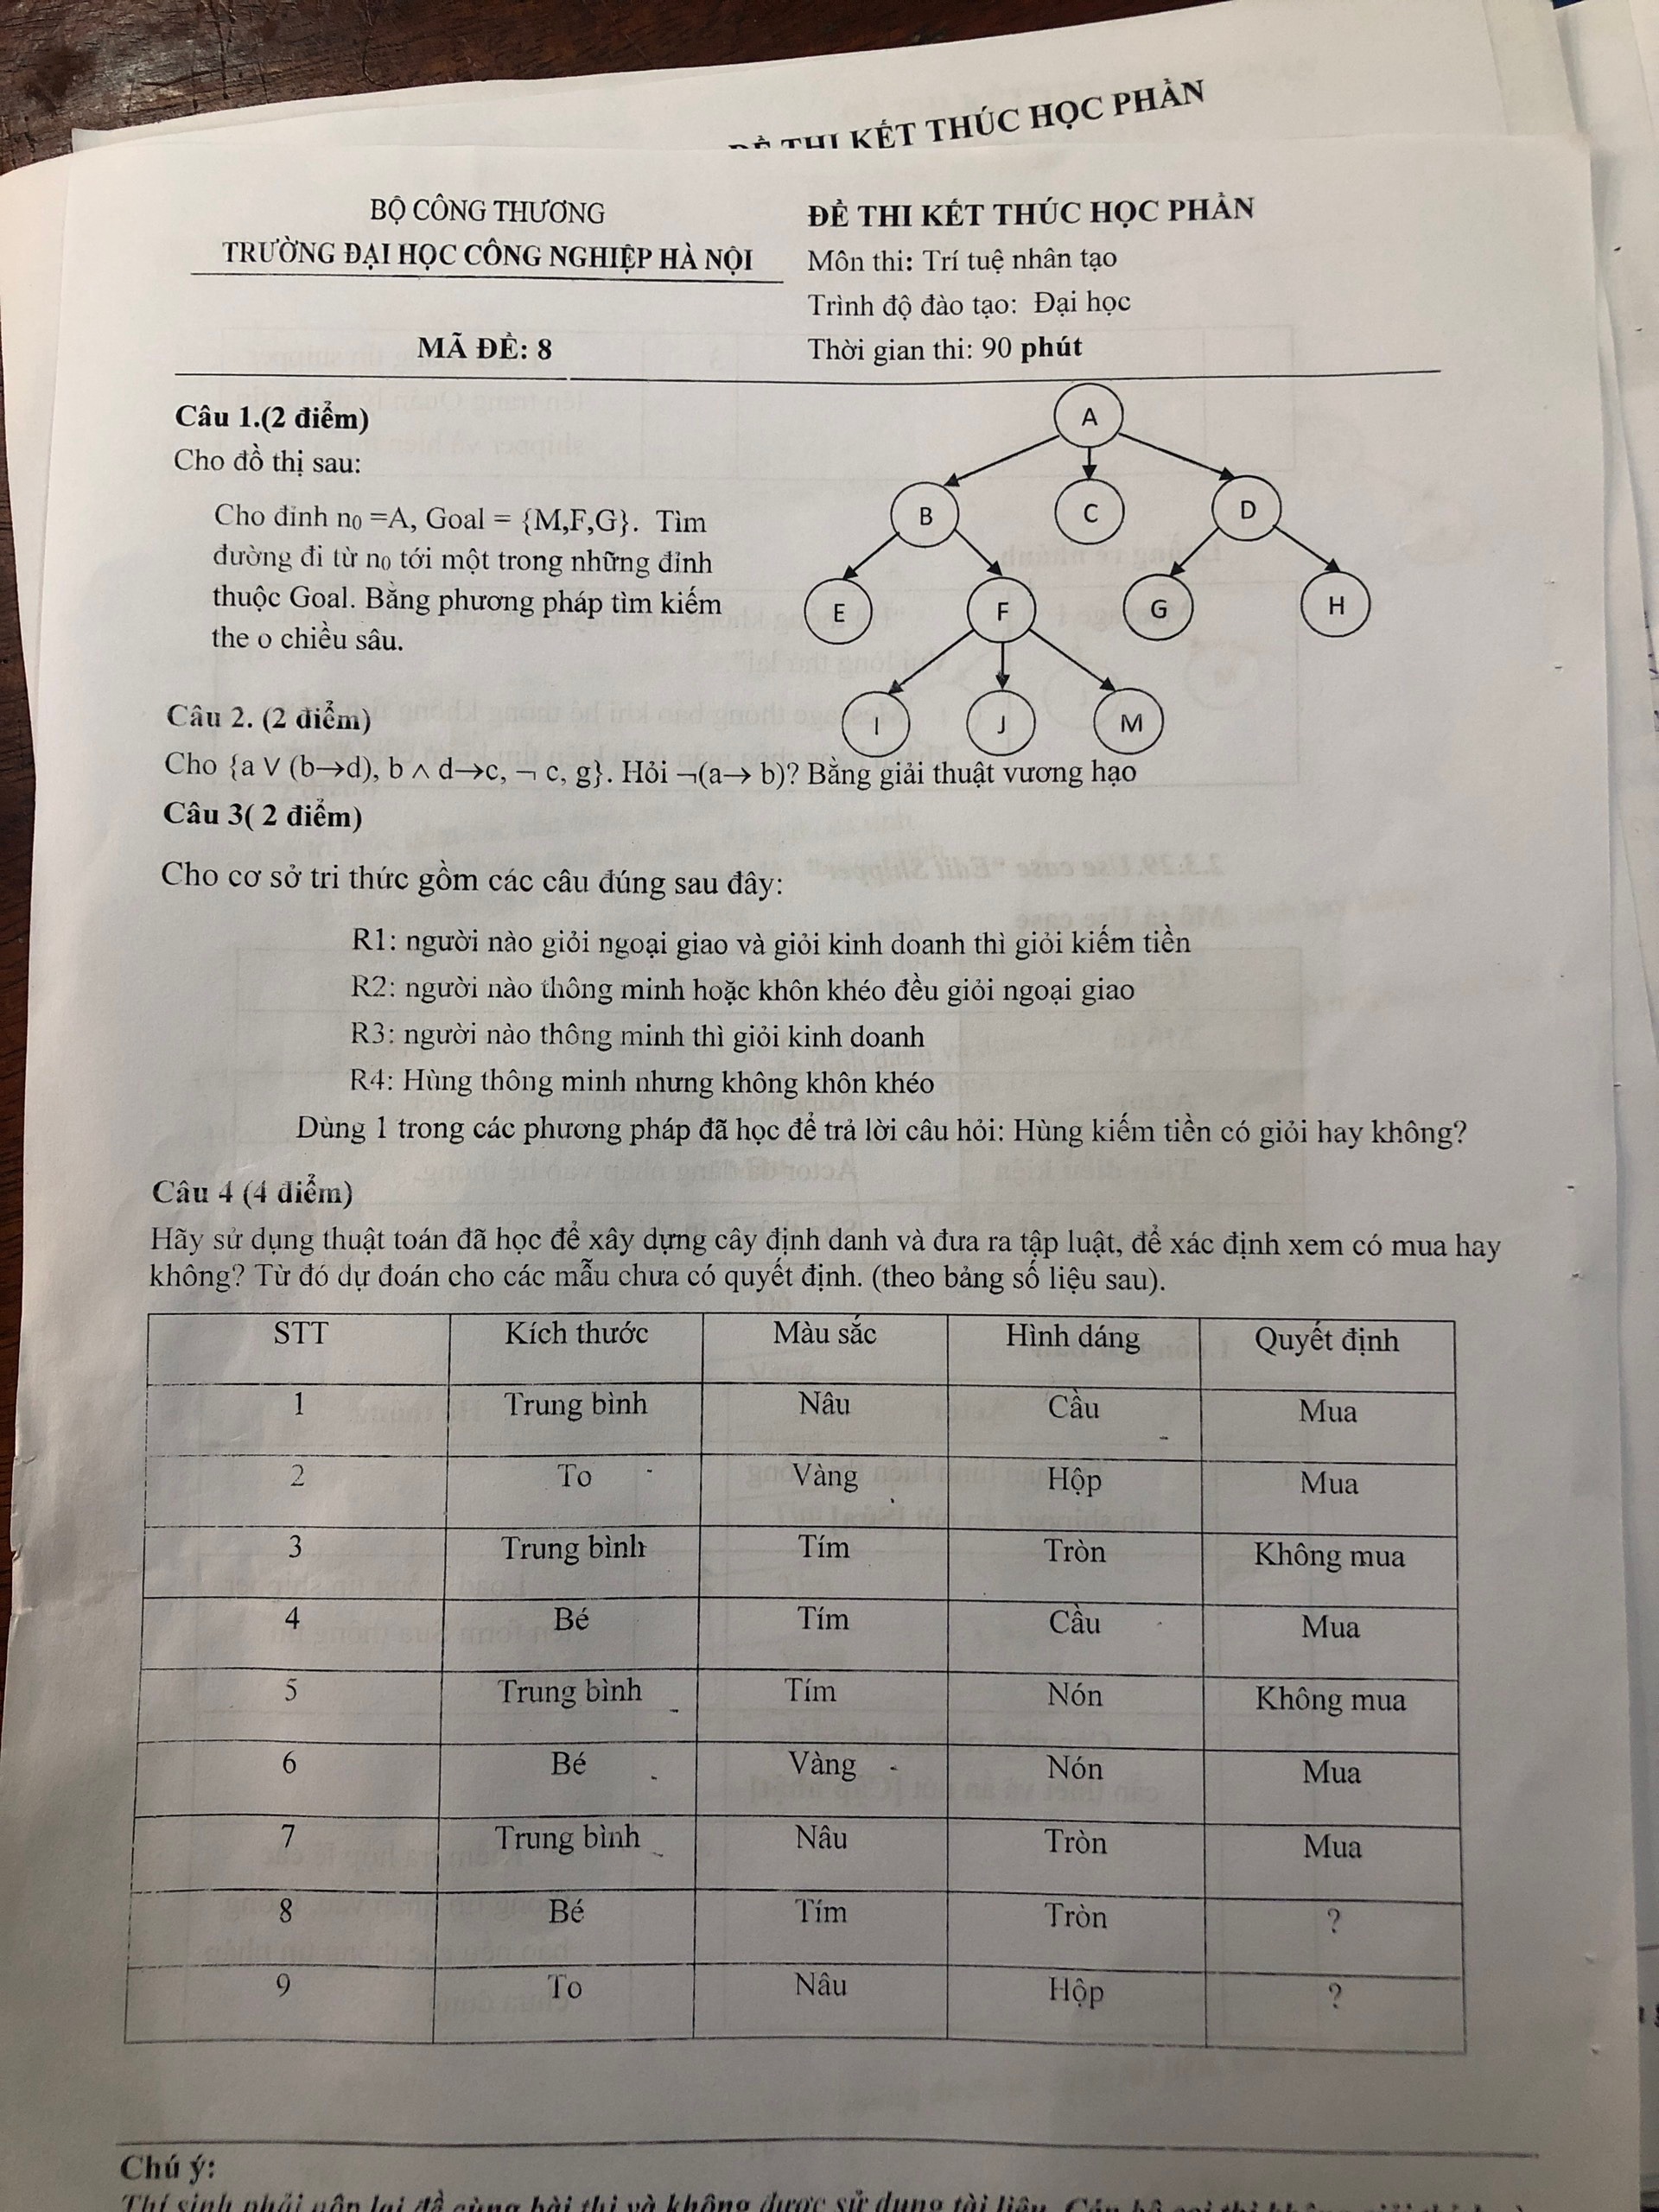 ĐỀ THI KẾT THÚC HỌC PHẦN
BỘ CÔNG THƯƠNG
TRƯỜNG ĐẠI HỌC CÔNG NGHIỆP HÀ NỘI
MÃ ĐỀ: 8
ĐỀ THI KẾT THÚC HỌC PHẦN
Môn thi: Trí tuệ nhân tạo
Trình độ đào tạo: Đại học
Thời gian thi: 90 phút
Câu 1.(2 điểm)
Cho đồ thị sau:
Cho đỉnh n0 =A, Goal = {M,F,G}. Tìm
đường đi từ n0 tới một trong những đỉnh
thuộc Goal. Bằng phương pháp tìm kiếm
the o chiều sâu.
A
B C D
E F G H
I J M
Câu 2. (2 điểm)
Cho {a V (b→d), b ∧ d→c, ¬ c, g}. Hỏi ¬(a→ b)? Bằng giải thuật vương hạo
Câu 3( 2 điểm)
Cho cơ sở tri thức gồm các câu đúng sau đây:
R1: người nào giỏi ngoại giao và giỏi kinh doanh thì giỏi kiếm tiền
R2: người nào thông minh hoặc khôn khéo đều giỏi ngoại giao
R3: người nào thông minh thì giỏi kinh doanh
R4: Hùng thông minh nhưng không khôn khéo
Dùng 1 trong các phương pháp đã học để trả lời câu hỏi: Hùng kiếm tiền có giỏi hay không?
Câu 4 (4 điểm)
Hãy sử dụng thuật toán đã học để xây dựng cây định danh và đưa ra tập luật, để xác định xem có mua hay
không? Từ đó dự đoán cho các mẫu chưa có quyết định. (theo bảng số liệu sau).
STT Kích thước Màu sắc Hình dáng Quyết định
1 Trung bình Nâu Cầu Mua
2 To Vàng Hộp Mua
3 Trung bình Tím Tròn Không mua
4 Bé Tím Cầu Mua
5 Trung bình Tím Nón Không mua
6 Bé Vàng Nón Mua
7 Trung bình Nâu Tròn Mua
8 Bé Tím Tròn ?
9 To Nâu Hộp ?
Chú ý:
Thí sinh phải nộp lại đề cùng bài thi và không được sử dụng tài liệu.